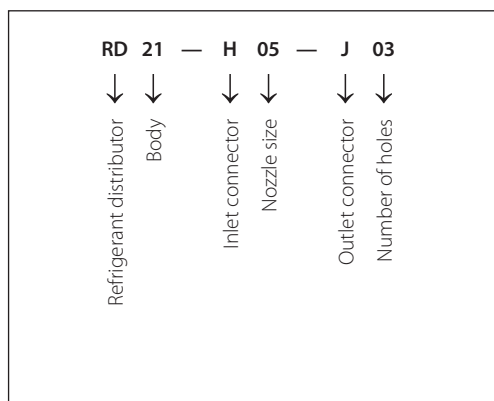 RD 21 — H 05 — J 03
Refrigerant distributor
Body
Inlet connector
Nozzle size
Outlet connector
Number of holes